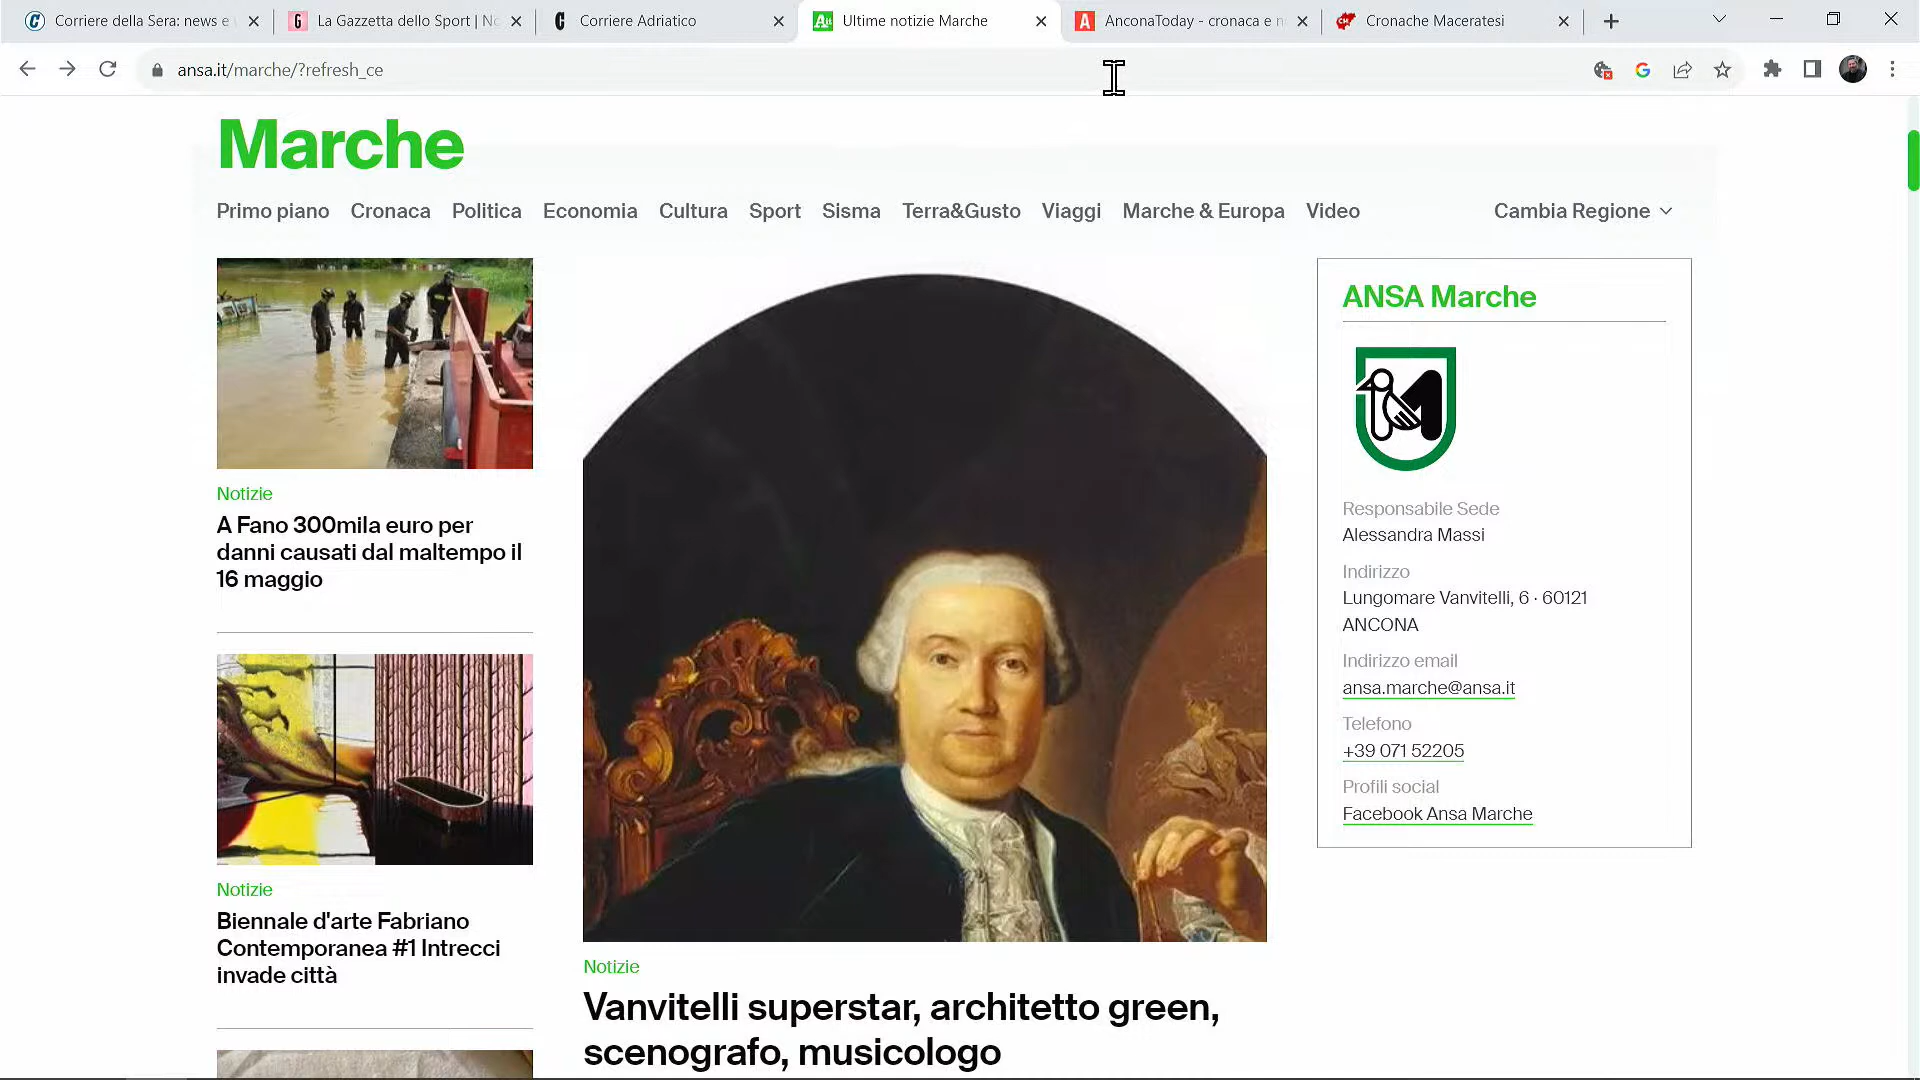 Corriere della Sera: news e u
La Gazzetta dello Sport | No
Corriere Adriatico
Ultime notizie Marche
AnconaToday - cronaca e n
Cronache Maceratesi
ansa.it/marche/?refresh_ce
Marche
Primo piano Cronaca Politica Economia Cultura Sport Sisma Terra&Gusto Viaggi Marche & Europa Video Cambia Regione
Notizie
A Fano 300mila euro per
danni causati dal maltempo il
16 maggio
Notizie
Biennale d'arte Fabriano
Contemporanea #1 Intrecci
invade città
Notizie
Vanvitelli superstar, architetto green,
scenografo, musicologo
ANSA Marche
Responsabile Sede
Alessandra Massi
Indirizzo
Lungomare Vanvitelli, 6 · 60121
ANCONA
Indirizzo email
ansa.marche@ansa.it
Telefono
+39 071 52205
Profili social
Facebook Ansa Marche